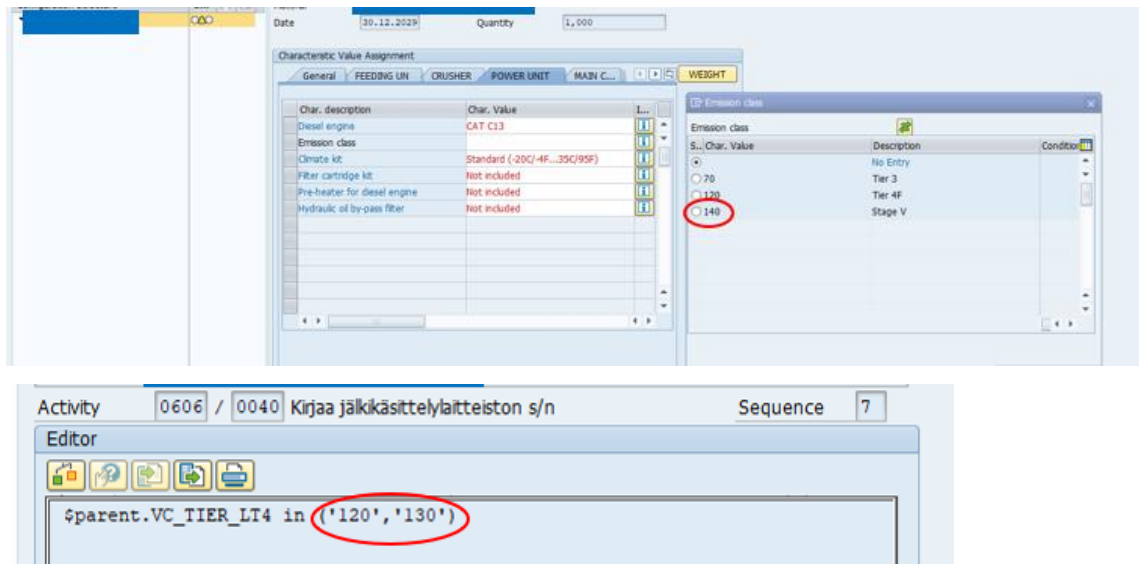 Date 30.12.2029 Quantity 1,000
Characteristic Value Assignment
General FEEDING UN CRUSHER POWER UNIT MAIN C... WEIGHT
Char. description Char. Value I...
Diesel engine CAT C13
Emission class
Climate kit Standard (-20C/-4F...35C/95F)
Filter cartridge kit Not included
Pre-heater for diesel engine Not included
Hydraulic oil by-pass filter Not included
Emission class
Emission class
S.. Char. Value Description Condition
No Entry
70 Tier 3
120 Tier 4F
140 Stage V
Activity 0606 / 0040 Kirjaa jälkikäsittelylaitteiston s/n Sequence 7
Editor
$parent.VC_TIER_LT4 in ('120','130')